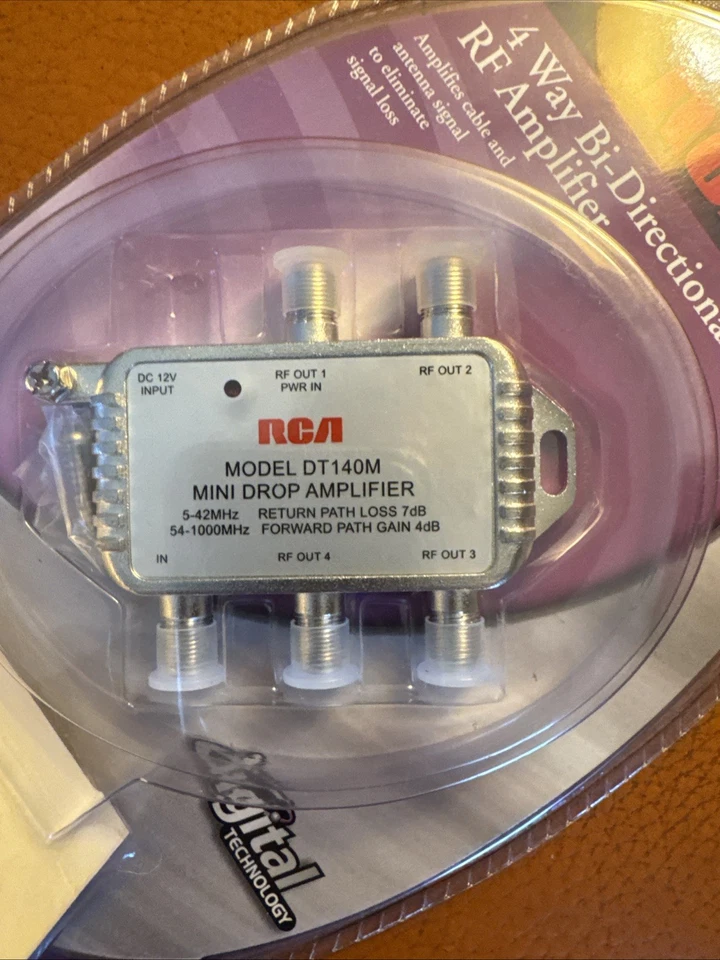 4 Way Bi-Directiona
RF Amplifier
Amplifies cable and
antenna signal
to eliminate
signal loss
DC 12V
INPUT
RF OUT 1
PWR IN
RF OUT 2
RCA
MODEL DT140M
MINI DROP AMPLIFIER
5-42MHz RETURN PATH LOSS 7dB
54-1000MHz FORWARD PATH GAIN 4dB
IN
RF OUT 4
RF OUT 3
Digital
TECHNOLOGY